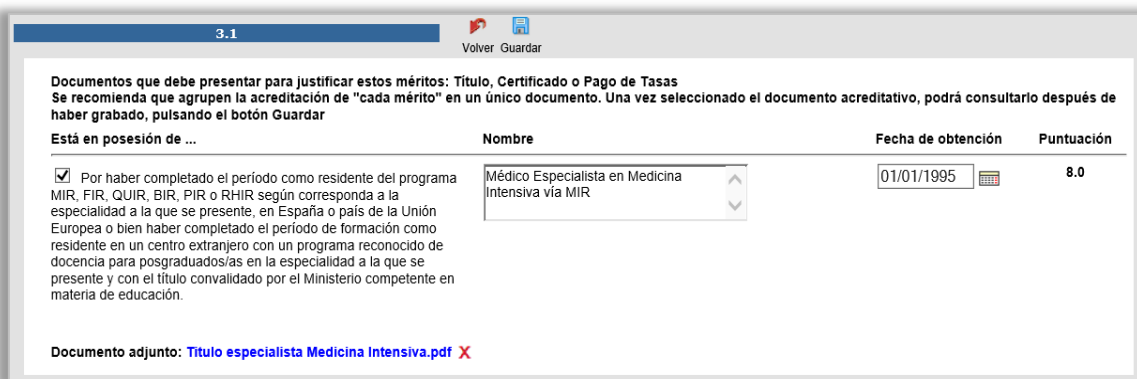 3.1
Volver Guardar
Documentos que debe presentar para justificar estos méritos: Título, Certificado o Pago de Tasas
Se recomienda que agrupen la acreditación de "cada mérito" en un único documento. Una vez seleccionado el documento acreditativo, podrá consultarlo después de
haber grabado, pulsando el botón Guardar
Está en posesión de ... Nombre Fecha de obtención Puntuación
Por haber completado el período como residente del programa
MIR, FIR, QUIR, BIR, PIR o RHIR según corresponda a la
especialidad a la que se presente, en España o país de la Unión
Europea o bien haber completado el período de formación como
residente en un centro extranjero con un programa reconocido de
docencia para posgraduados/as en la especialidad a la que se
presente y con el título convalidado por el Ministerio competente en
materia de educación.
Médico Especialista en Medicina
Intensiva vía MIR
01/01/1995
8.0
Documento adjunto: Titulo especialista Medicina Intensiva.pdf X